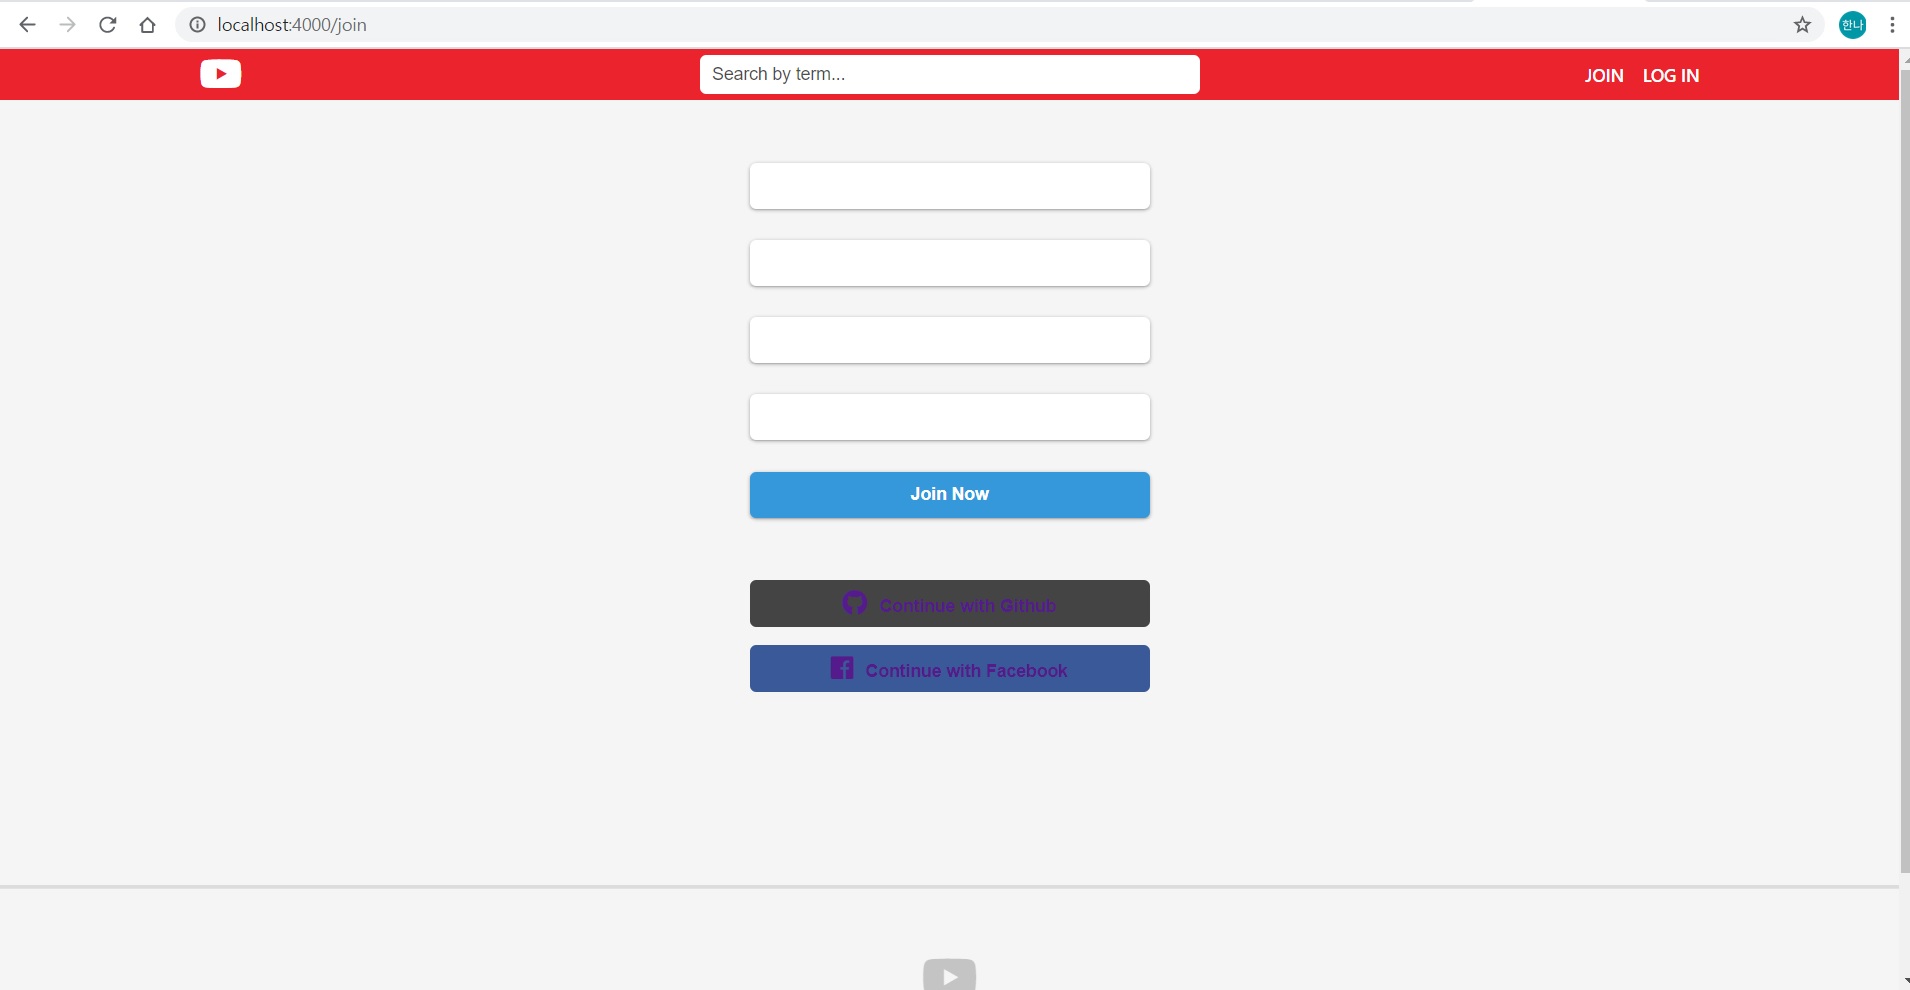 localhost:4000/join
한나
Search by term...
JOIN LOG IN
Join Now
Continue with Github
Continue with Facebook